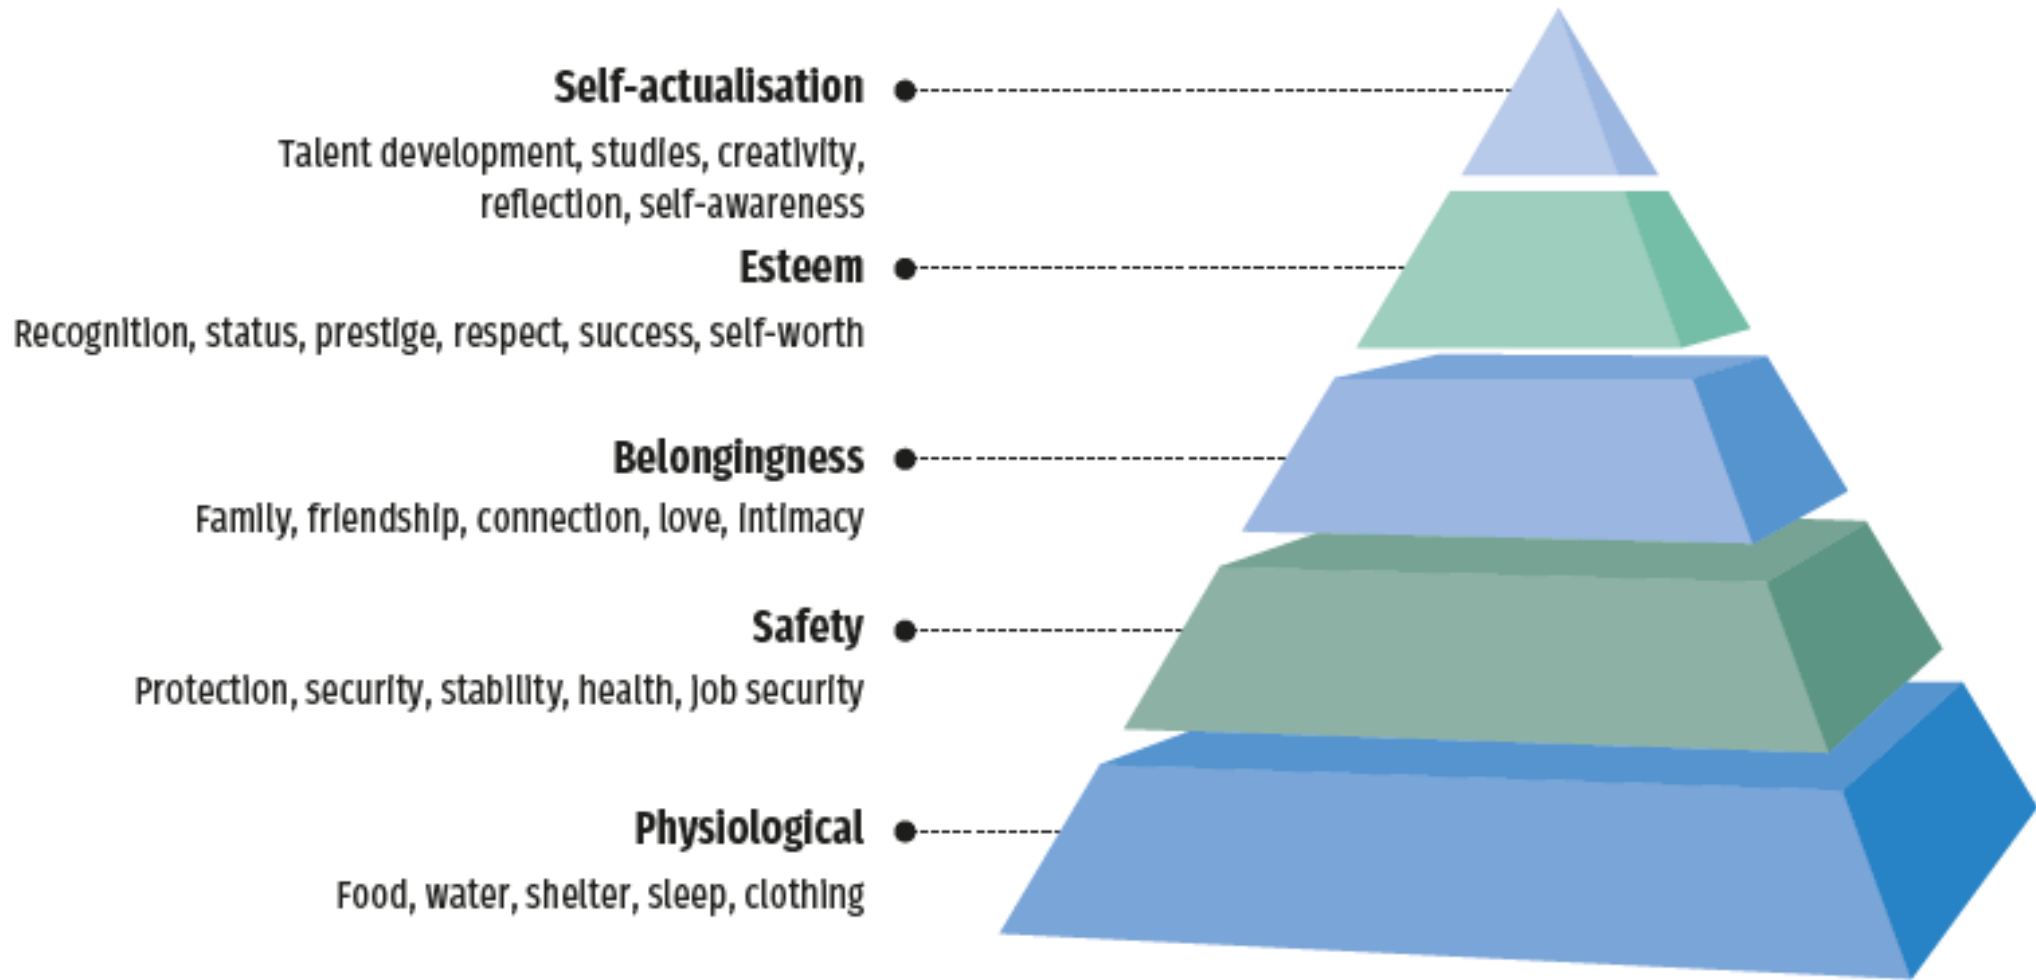 Self-actualisation
Talent development, studies, creativity,
reflection, self-awareness
Esteem
Recognition, status, prestige, respect, success, self-worth
Belongingness
Family, friendship, connection, love, intimacy
Safety
Protection, security, stability, health, job security
Physiological
Food, water, shelter, sleep, clothing